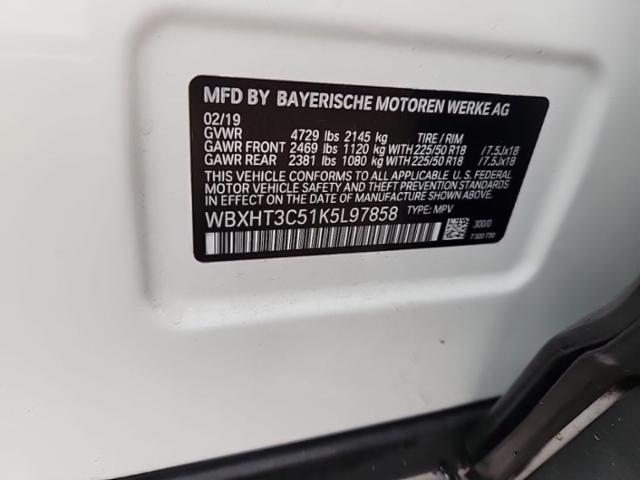 MFD BY BAYERISCHE MOTOREN WERKE AG
02/19
GVWR 4729 lbs 2145 kg TIRE / RIM
GAWR FRONT 2469 lbs 1120 kg WITH 225/50 R18 /7.5Jx18
GAWR REAR 2381 lbs 1080 kg WITH 225/50 R18 /7.5Jx18
THIS VEHICLE CONFORMS TO ALL APPLICABLE U. S. FEDERAL
MOTOR VEHICLE SAFETY, BUMPER AND THEFT PREVENTION
STANDARDS IN EFFECT ON THE DATE OF MANUFACTURE SHOWN ABOVE.
WBXHT3C51K5L97858 TYPE: MPV
300/0